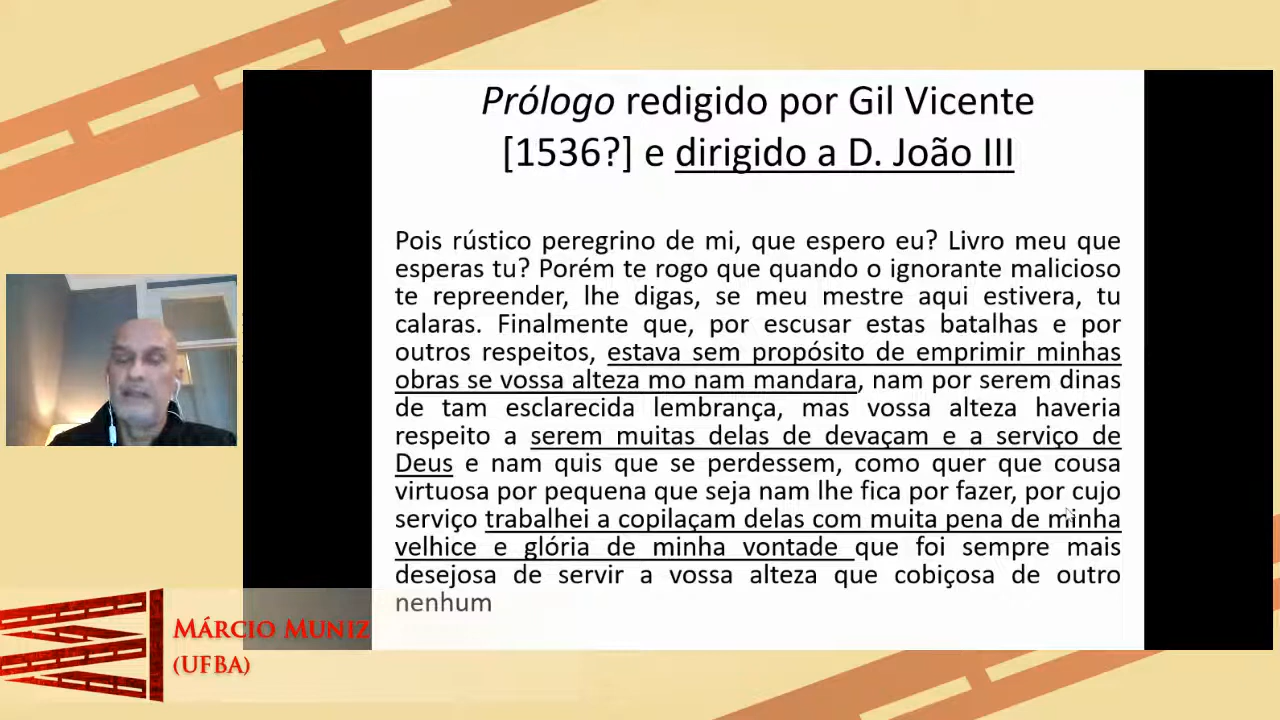 Prólogo redigido por Gil Vicente
[1536?] e dirigido a D. João III
Pois rústico peregrino de mi, que espero eu? Livro meu que
esperas tu? Porém te rogo que quando o ignorante malicioso
te repreender, lhe digas, se meu mestre aqui estivera, tu
calaras. Finalmente que, por escusar estas batalhas e por
outros respeitos, estava sem propósito de emprimir minhas
obras se vossa alteza mo nam mandara, nam por serem dinas
de tam esclarecida lembrança, mas vossa alteza haveria
respeito a serem muitas delas de devaçam e a serviço de
Deus e nam quis que se perdessem, como quer que cousa
virtuosa por pequena que seja nam lhe fica por fazer, por cujo
serviço trabalhei a copilaçam delas com muita pena de minha
velhice e glória de minha vontade que foi sempre mais
desejosa de servir a vossa alteza que cobiçosa de outro
nenhum
Márcio Muniz
(UFBA)